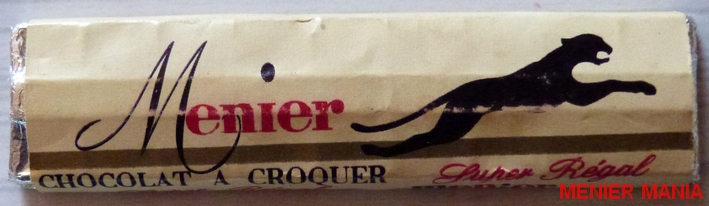 Menier
CHOCOLAT A CROQUER
Super Régal
MENIER MANIA